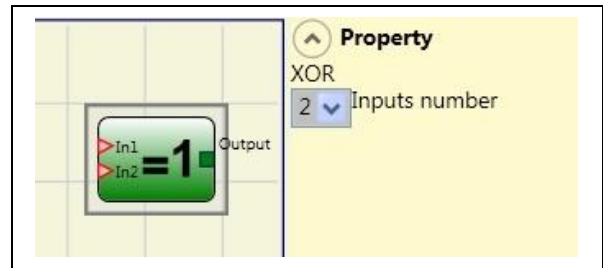 Property
XOR
2 Inputs number
In1
In2
=1
Output